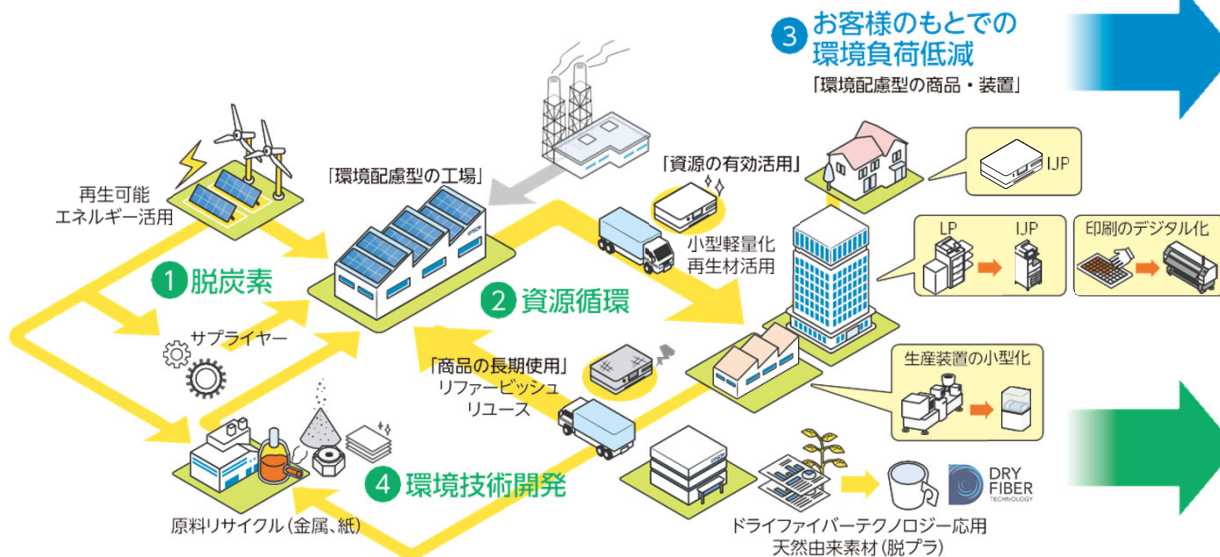 3 お客様のもとでの
環境負荷低減
「環境配慮型の商品・装置」
再生可能
エネルギー活用
「環境配慮型の工場」
「資源の有効活用」
IJP
小型軽量化
再生材活用
LP
IJP
印刷のデジタル化
1 脱炭素
2 資源循環
サプライヤー
「商品の長期使用」
リファービッシュ
リユース
生産装置の小型化
4 環境技術開発
原料リサイクル(金属、紙)
DRY
FIBER
TECHNOLOGY
ドライファイバーテクノロジー応用
天然由来素材(脱プラ)